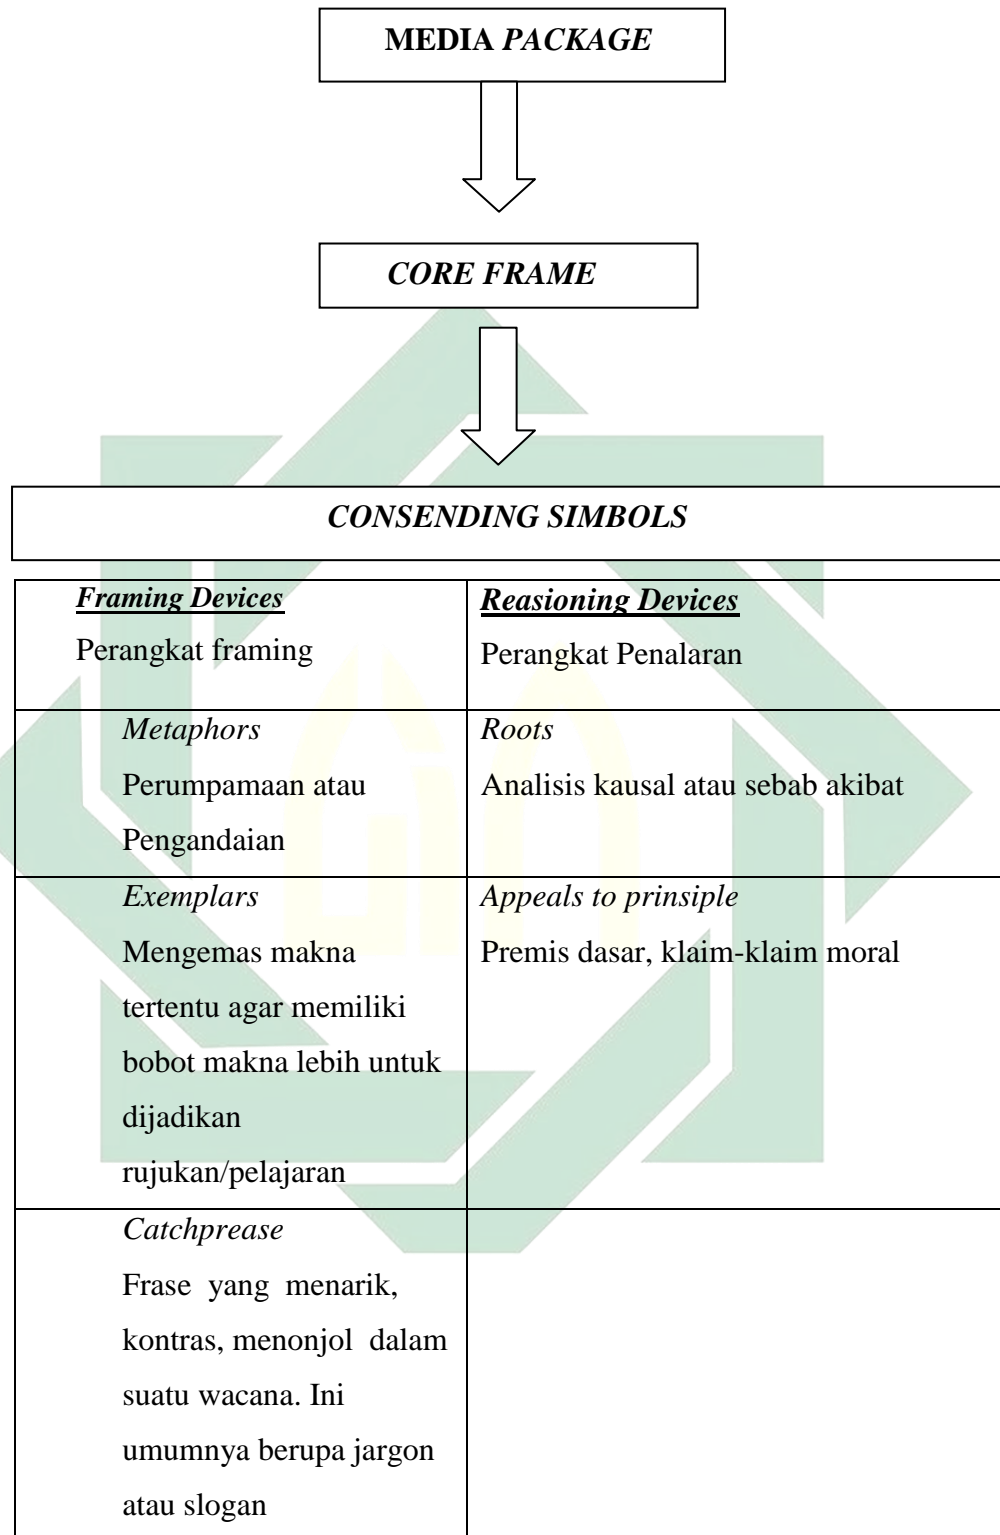 MEDIA PACKAGE
CORE FRAME
CONSENDING SIMBOLS
Framing Devices
Perangkat framing
Reasioning Devices
Perangkat Penalaran
Metaphors
Perumpamaan atau
Pengandaian
Roots
Analisis kausal atau sebab akibat
Exemplars
Mengemas makna
tertentu agar memiliki
bobot makna lebih untuk
dijadikan
rujukan/pelajaran
Appeals to prinsiple
Premis dasar, klaim-klaim moral
Catchprease
Frase yang menarik,
kontras, menonjol dalam
suatu wacana. Ini
umumnya berupa jargon
atau slogan